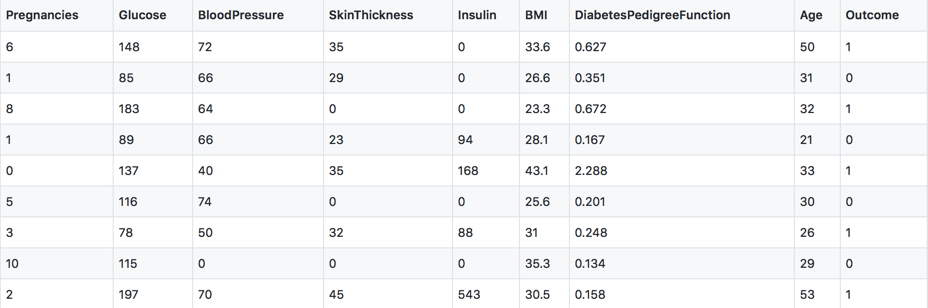 Pregnancies Glucose BloodPressure SkinThickness Insulin BMI DiabetesPedigreeFunction Age Outcome
6 148 72 35 0 33.6 0.627 50 1
1 85 66 29 0 26.6 0.351 31 0
8 183 64 0 0 23.3 0.672 32 1
1 89 66 23 94 28.1 0.167 21 0
0 137 40 35 168 43.1 2.288 33 1
5 116 74 0 0 25.6 0.201 30 0
3 78 50 32 88 31 0.248 26 1
10 115 0 0 0 35.3 0.134 29 0
2 197 70 45 543 30.5 0.158 53 1